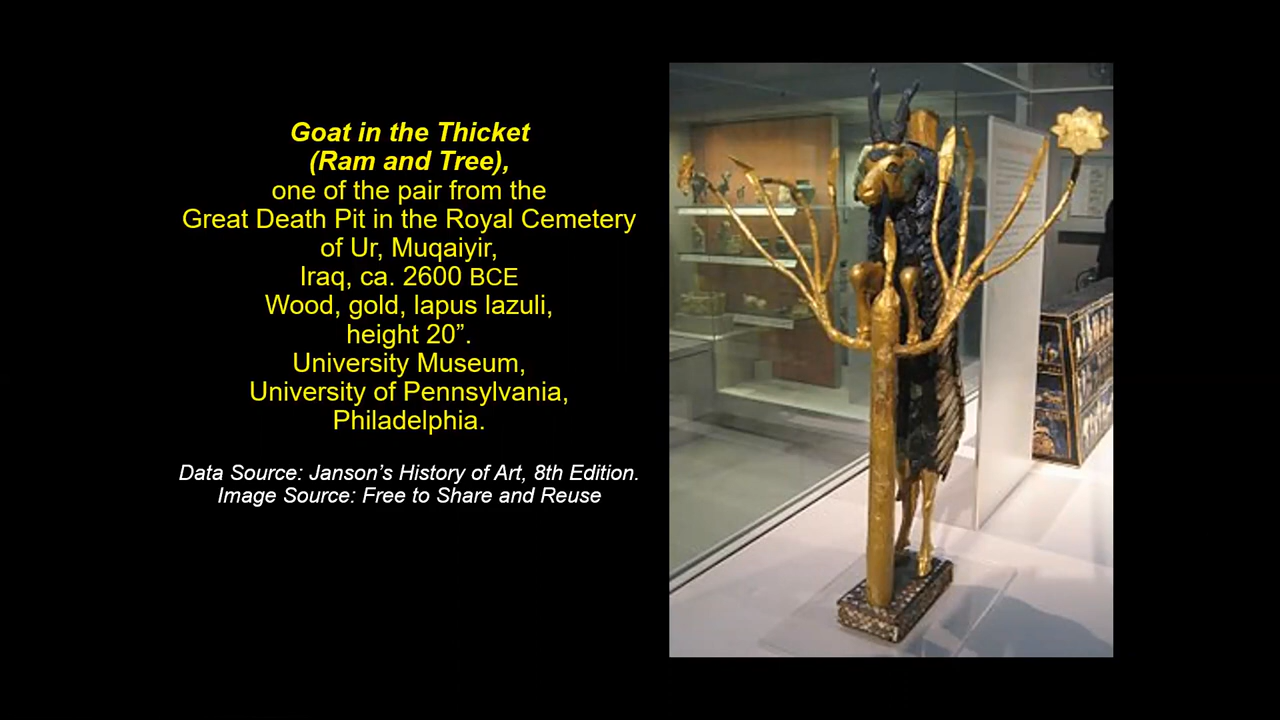 Goat in the Thicket
(Ram and Tree),
one of the pair from the
Great Death Pit in the Royal Cemetery
of Ur, Muqaiyir,
Iraq, ca. 2600 BCE
Wood, gold, lapus lazuli,
height 20”.
University Museum,
University of Pennsylvania,
Philadelphia.
Data Source: Janson’s History of Art, 8th Edition.
Image Source: Free to Share and Reuse